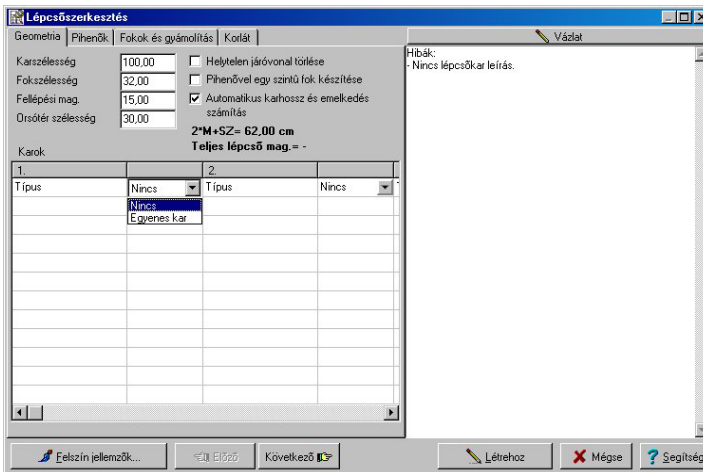 Lépcsőszerkesztés
Geometria Pihenők Fokok és gyámolítás Korlát
Vázlat
Karszélesség 100,00
Fokszélesség 32,00
Fellépési mag. 15,00
Orsótér szélesség 30,00
Helytelen járóvonal törlése
Pihenővel egy szintű fok készítése
Automatikus karhossz és emelkedés
számítás
2*M+SZ= 62,00 cm
Teljes lépcső mag.= -
Karok
1. 2.
Típus Nincs Típus Nincs
Nincs
Egyenes kar
Hibák:
- Nincs lépcsőkar leírás.
Felszín jellemzők... Előző Következő Létrehoz Mégse Segítség